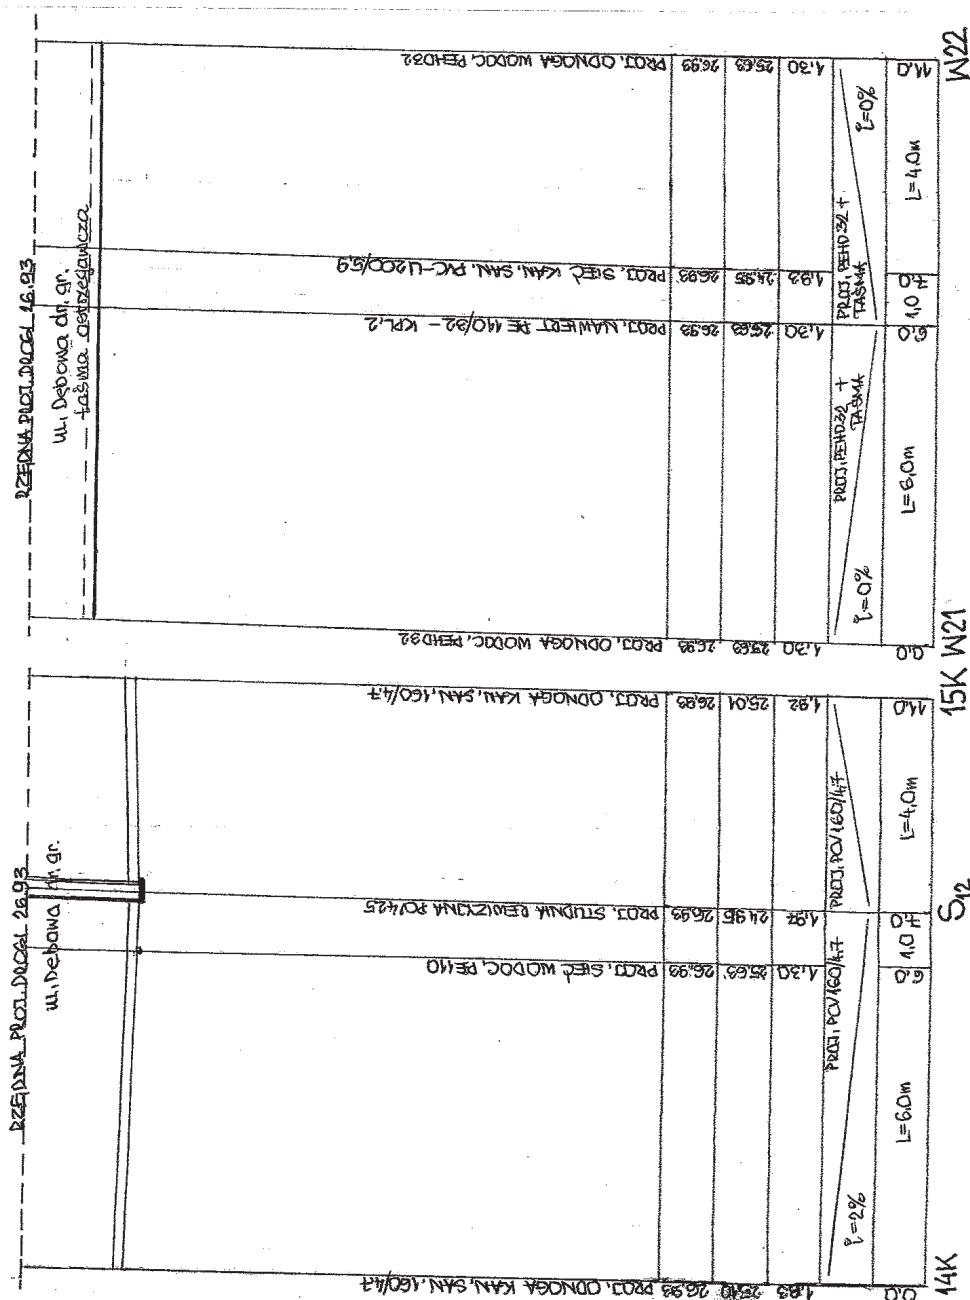 RZĘDNA PROJ. DROGI 26.93
ul. Dębowa dr. gr.
taśma ostrzegawcza
PROJ. ODNOGA WODOC. PEHD32
26,93
25,63
1,30
PROJ. NAWIERT PE 110/32 - KPL.2
26,93
25,63
1,30
PROJ. SIEĆ KAN. SAN. PVC-U200/5,9
26,93
24,95
PROJ. ODNOGA WODOC. PEHD32
26,93
25,63
1,30
i=0%
PROJ. PEHD32 +
TAŚMA
PROJ. PEHD32 +
TAŚMA
i=0%
0,0
L=6,0m
6,0
1,0
7,0
L=4,0m
11,0
W21
W22
RZĘDNA PROJ. DROGI 26.93
ul. Dębowa dr. gr.
PROJ. ODNOGA KAN. SAN. 160/4,7
26,93
25,10
1,83
PROJ. SIEĆ WODOC. PE110
26,93
25,63
1,30
PROJ. STUDNIA REWIZYJNA PCV425
26,93
24,96
1,97
PROJ. ODNOGA KAN. SAN. 160/4,7
26,93
25,01
1,92
i=2%
PROJ. PCV160/4,7
PROJ. PCV160/4,7
0,0
L=6,0m
6,0
1,0
7,0
L=4,0m
11,0
14K
S12
15K